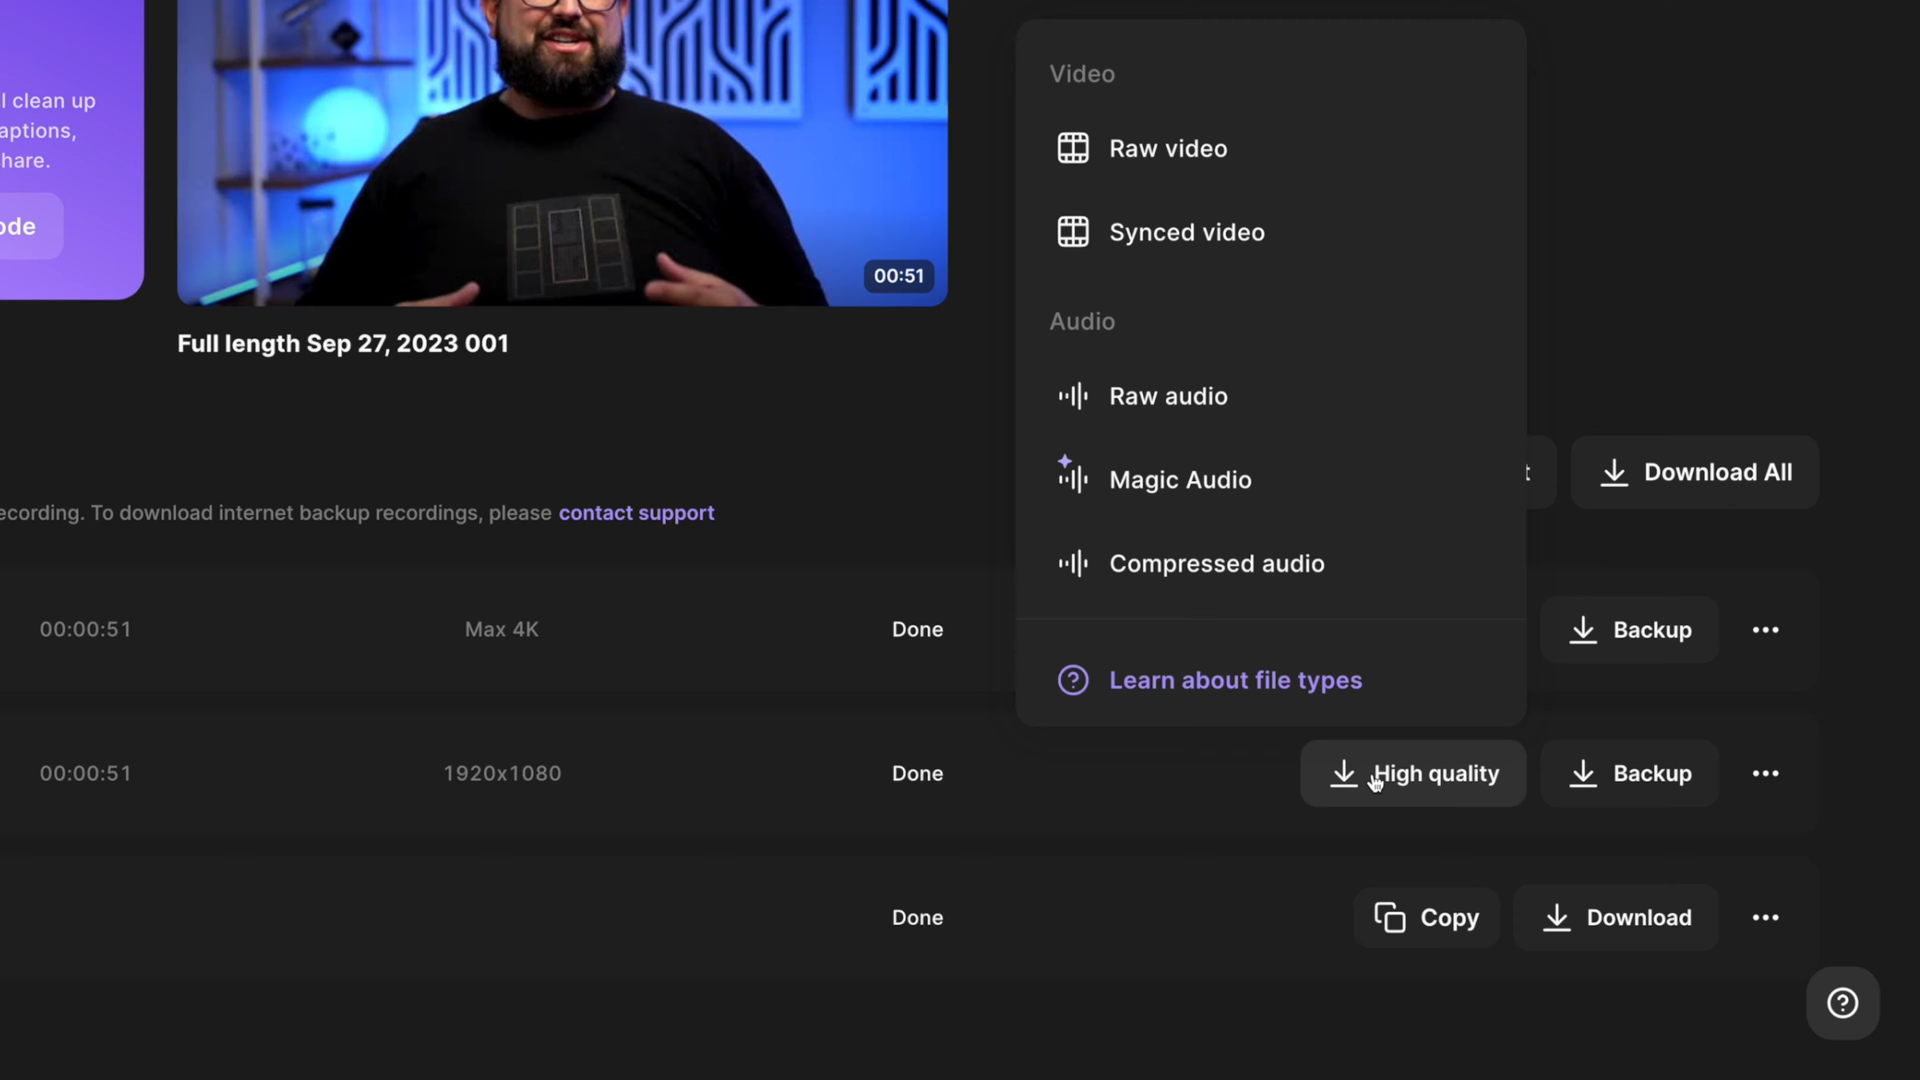 l clean up
aptions,
hare.
ode
00:51
Full length Sep 27, 2023 001
Video
Raw video
Synced video
Audio
Raw audio
Magic Audio
Compressed audio
Learn about file types
t
Download All
ecording. To download internet backup recordings, please contact support
00:00:51
Max 4K
Done
Backup
00:00:51
1920x1080
Done
High quality
Backup
Done
Copy
Download